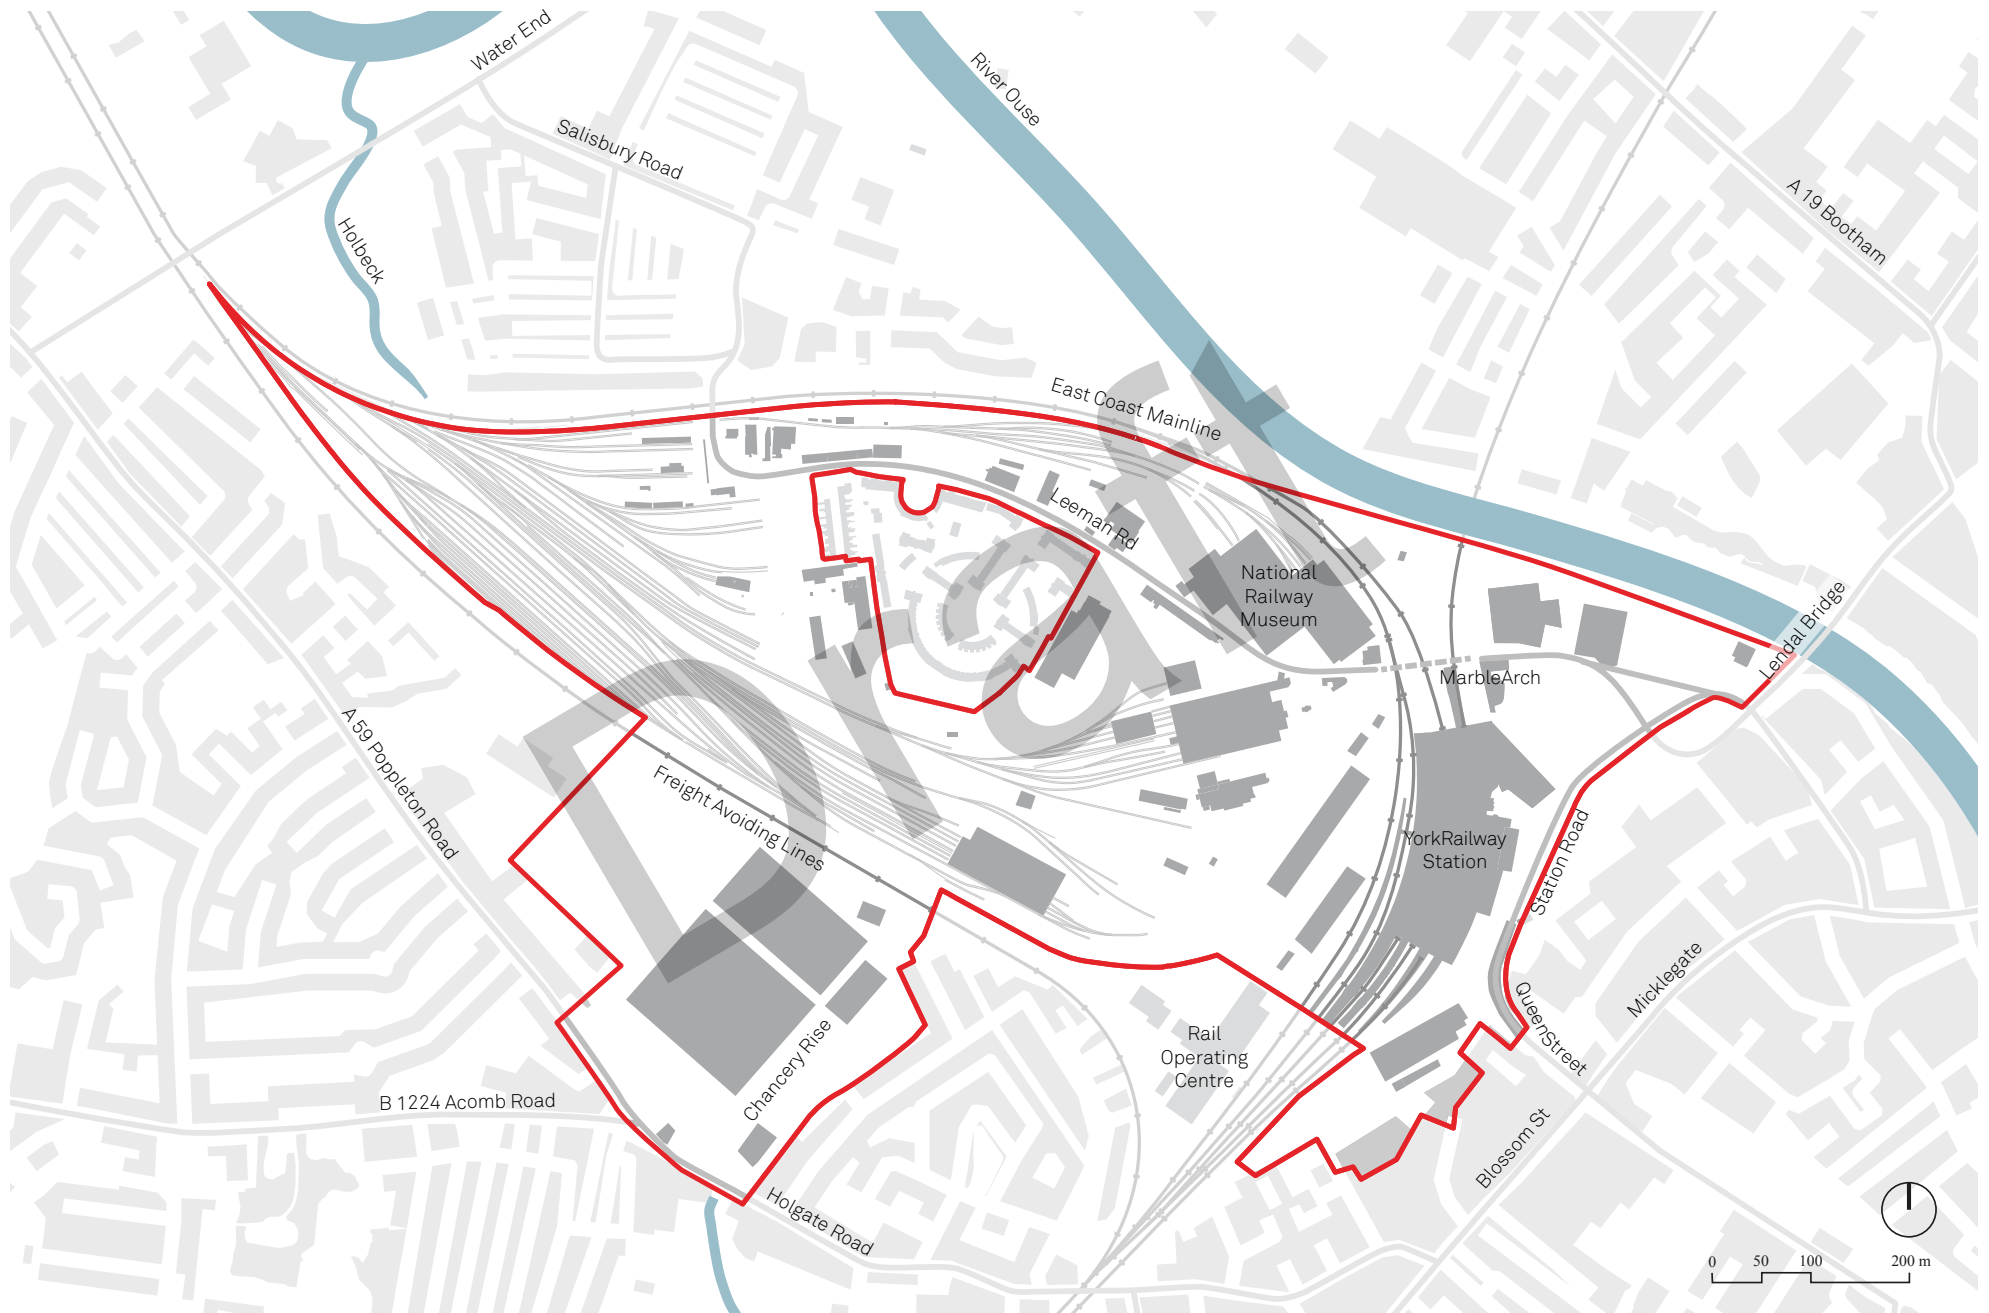 Water End
River Ouse
Salisbury Road
A 19 Bootham
Holbeck
East Coast Mainline
Leeman Rd
National
Railway
Museum
Lendal Bridge
MarbleArch
A 59 Poppleton Road
Freight Avoiding Lines
YorkRailway
Station
Station Road
Micklegate
QueenStreet
Rail
Operating
Centre
Chancery Rise
B 1224 Acomb Road
Blossom St
Holgate Road
0 50 100 200 m
Draft